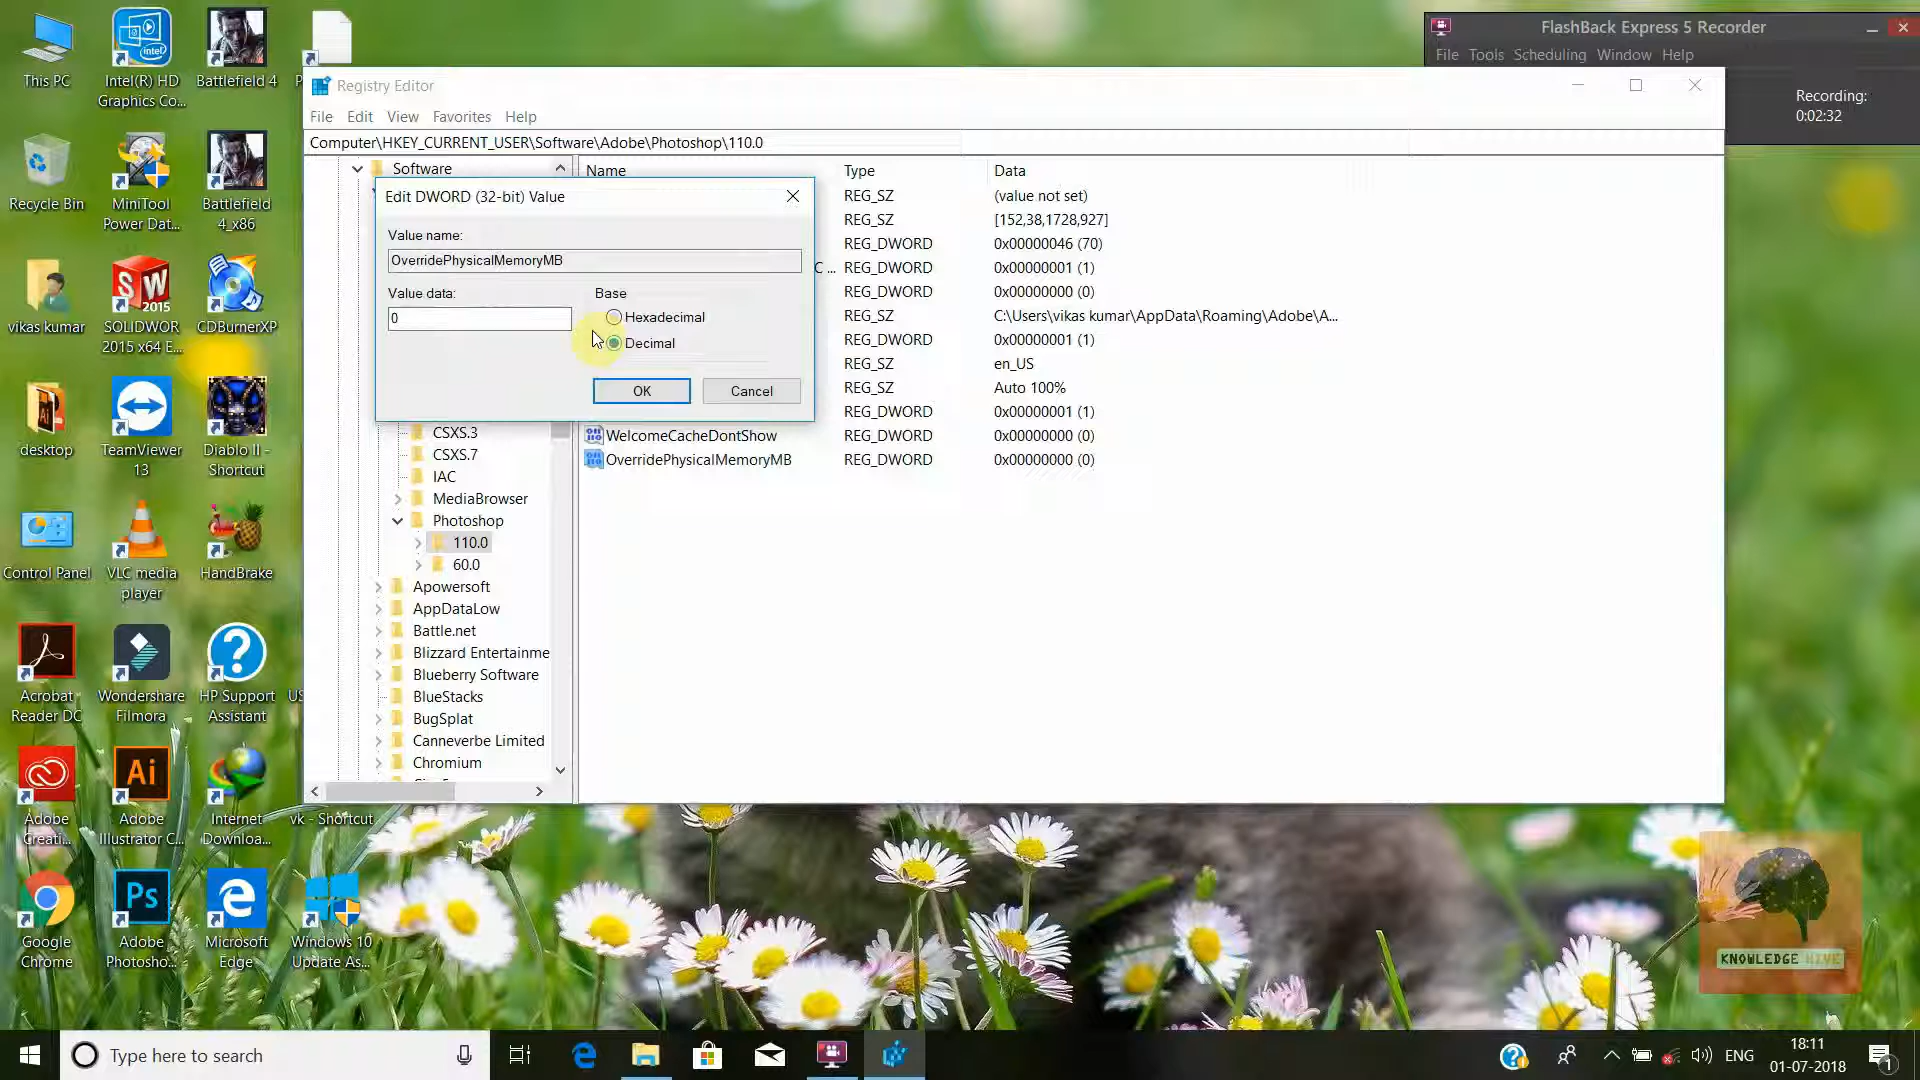 This PC
Intel(R) HD
Graphics Co...
Battlefield 4
Recycle Bin
MiniTool
Power Dat...
Battlefield
4_x86
vikas kumar
SOLIDWOR
2015 x64 E...
CDBurnerXP
desktop
TeamViewer
13
Diablo II -
Shortcut
Control Panel
VLC media
player
HandBrake
Acrobat
Reader DC
Wondershare
Filmora
HP Support
Assistant
US
Adobe
Creati...
Adobe
Illustrator C...
Internet
Downloa...
vk - Shortcut
Google
Chrome
Adobe
Photosho...
Microsoft
Edge
Windows 10
Update As...
FlashBack Express 5 Recorder
File Tools Scheduling Window Help
Recording:
0:02:32
Registry Editor
File Edit View Favorites Help
Computer\HKEY_CURRENT_USER\Software\Adobe\Photoshop\110.0
Software
CSXS.3
CSXS.7
IAC
MediaBrowser
Photoshop
110.0
60.0
Apowersoft
AppDataLow
Battle.net
Blizzard Entertainme
Blueberry Software
BlueStacks
BugSplat
Canneverbe Limited
Chromium
Name Type Data
REG_SZ (value not set)
REG_SZ [152,38,1728,927]
REG_DWORD 0x00000046 (70)
C ... REG_DWORD 0x00000001 (1)
REG_DWORD 0x00000000 (0)
REG_SZ C:\Users\vikas kumar\AppData\Roaming\Adobe\A...
REG_DWORD 0x00000001 (1)
REG_SZ en_US
REG_SZ Auto 100%
REG_DWORD 0x00000001 (1)
WelcomeCacheDontShow REG_DWORD 0x00000000 (0)
OverridePhysicalMemoryMB REG_DWORD 0x00000000 (0)
Edit DWORD (32-bit) Value
Value name:
OverridePhysicalMemoryMB
Value data: Base
0
Hexadecimal
Decimal
OK Cancel
KNOWLEDGE HIVE
Type here to search
ENG
18:11
01-07-2018
1